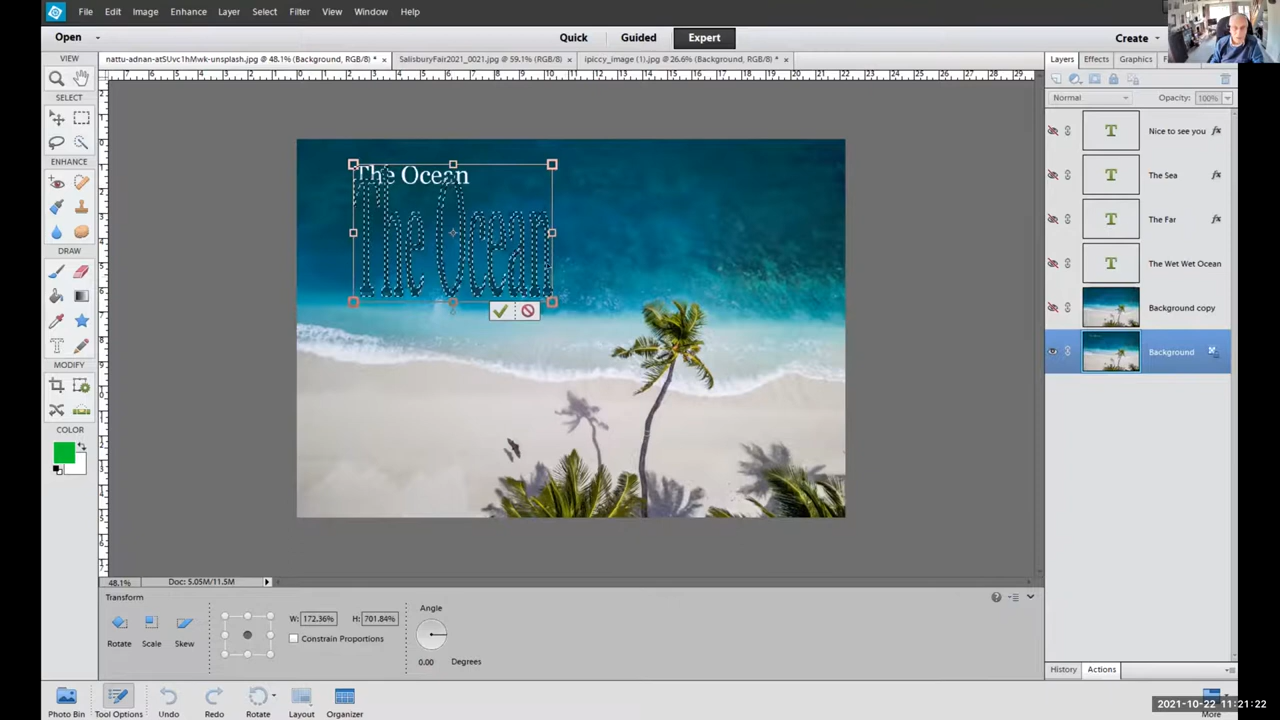 File Edit Image Enhance Layer Select Filter View Window Help
Open Quick Guided Expert Create
VIEW
nattu-adnan-atSUvc1hMwk-unsplash.jpg @ 48.1% (Background, RGB/8) * × SalisburyFair2021_0021.jpg @ 59.1% (RGB/8) × ipiccy_image (1).jpg @ 26.6% (Background, RGB/8) * ×
Layers Effects Graphics
Normal Opacity: 100%
SELECT
ENHANCE
DRAW
MODIFY
COLOR
The Ocean
The Ocean
T Nice to see you fx
T The Sea fx
T The Far fx
T The Wet Wet Ocean
Background copy
Background
48.1% Doc: 5.05M/11.5M
Transform
Rotate Scale Skew
W: 172.36% H: 701.84%
Constrain Proportions
Angle
0.00 Degrees
History Actions
Photo Bin Tool Options Undo Redo Rotate Layout Organizer More
2021-10-22 11:21:22